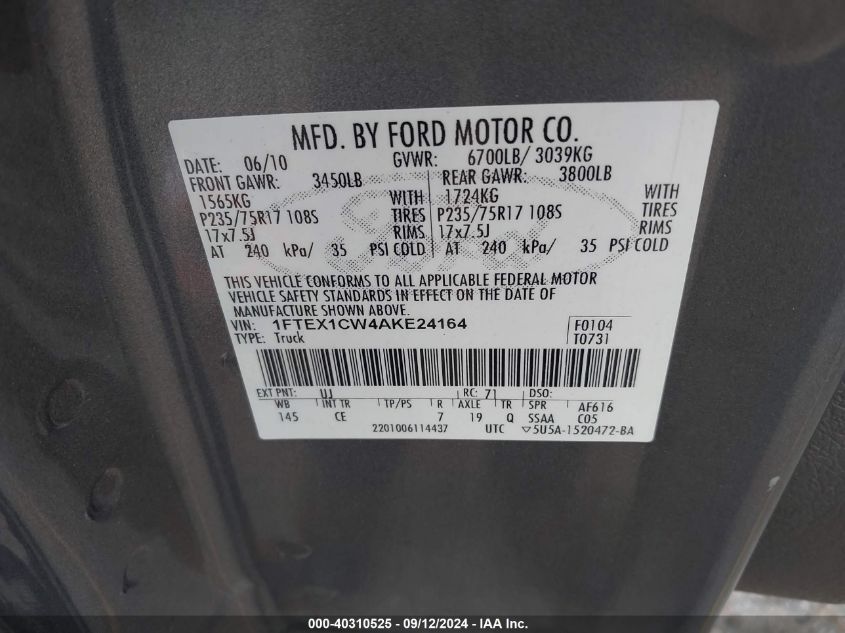 MFD. BY FORD MOTOR CO.
DATE: 06/10 GVWR: 6700LB/ 3039KG
FRONT GAWR: 3450LB REAR GAWR: 3800LB
1565KG WITH 1724KG WITH
P235/75R17 108S TIRES P235/75R17 108S TIRES
17x7.5J RIMS 17x7.5J RIMS
AT 240 kPa/ 35 PSI COLD AT 240 kPa/ 35 PSI COLD
THIS VEHICLE CONFORMS TO ALL APPLICABLE FEDERAL MOTOR
VEHICLE SAFETY STANDARDS IN EFFECT ON THE DATE OF
MANUFACTURE SHOWN ABOVE.
VIN: 1FTEX1CW4AKE24164 F0104
TYPE: Truck T0731
EXT PNT: UJ RC: 71 DSO:
WB INT TR TP/PS R AXLE TR SPR AF616
145 CE 7 19 Q SSAA C05
2201006114437 UTC ▽5U5A-1520472-BA
000-40310525 - 09/12/2024 - IAA Inc.